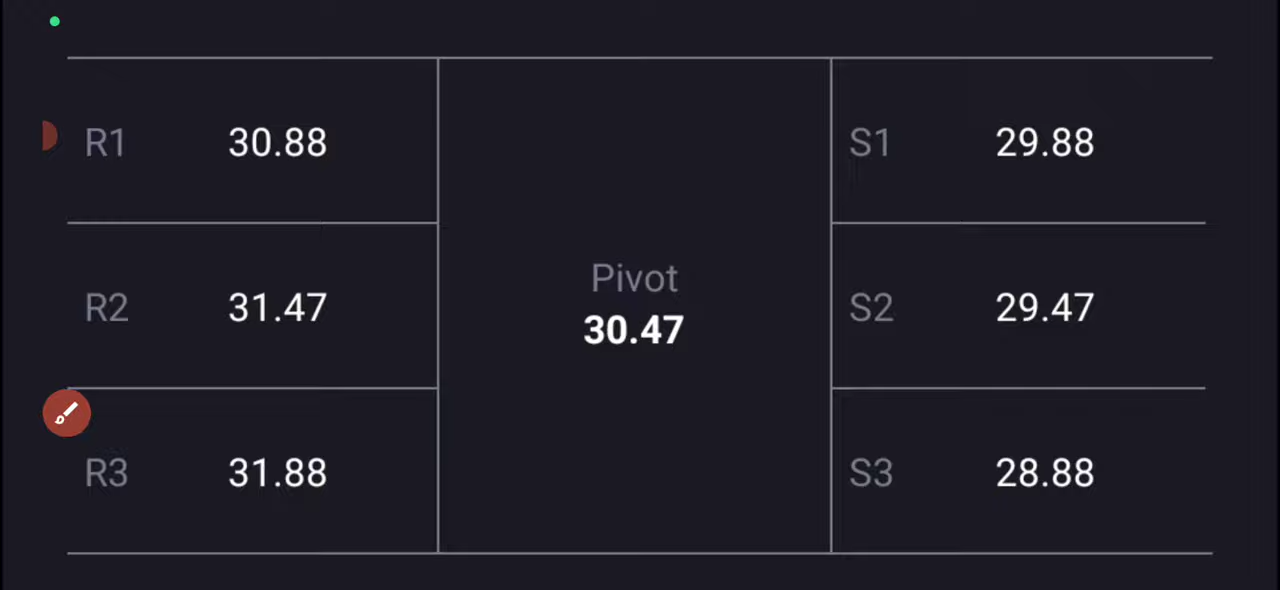 R1 30.88
S1 29.88
Pivot
30.47
R2 31.47
S2 29.47
R3 31.88
S3 28.88